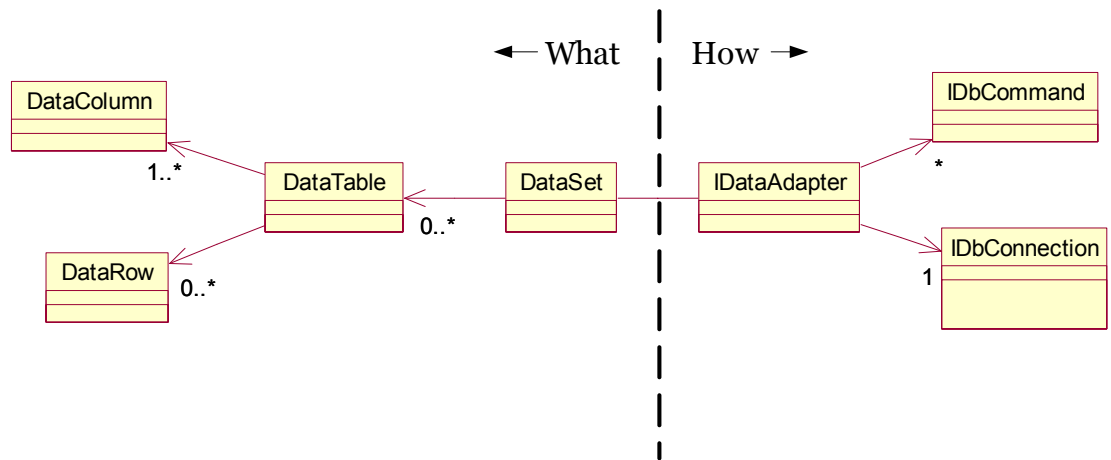 What
How
DataColumn
1..*
DataTable
0..*
DataRow
0..*
DataSet
IDataAdapter
IDbCommand
*
IDbConnection
1